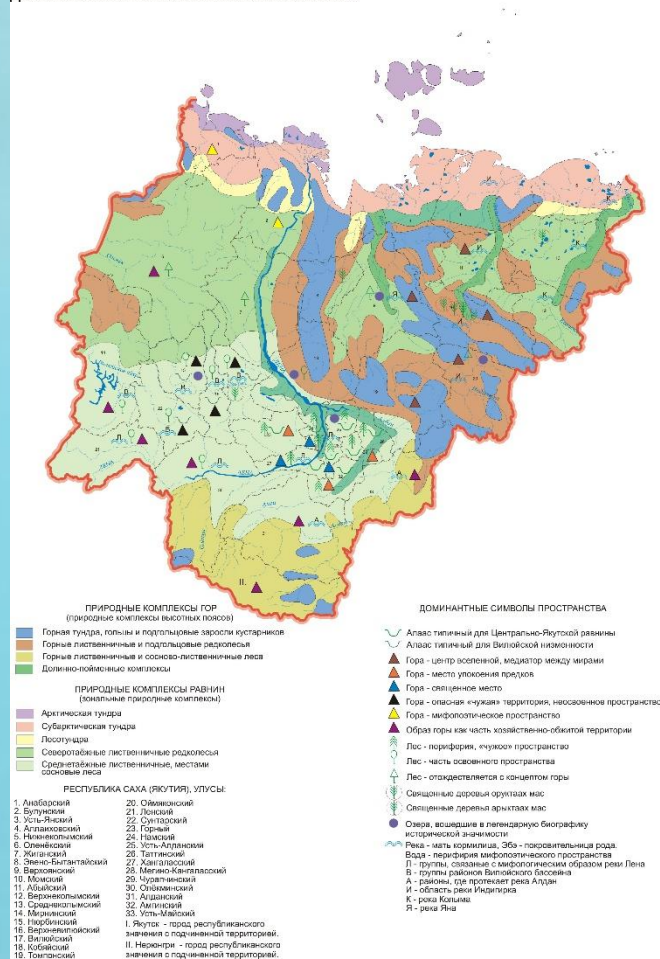 ПРИРОДНЫЕ КОМПЛЕКСЫ ГОР
(природные комплексы высотных поясов)
Горная тундра, гольцы и подгольцовые заросли кустарников
Горные лиственничные и подгольцовые редколесья
Горные лиственничные и сосново-лиственничные леса
Долинно-пойменные комплексы
ПРИРОДНЫЕ КОМПЛЕКСЫ РАВНИН
(зональные природные комплексы)
Арктическая тундра
Субарктическая тундра
Лесотундра
Северотаёжные лиственничные редколесья
Среднетаёжные лиственничные, местами
сосновые леса
РЕСПУБЛИКА САХА (ЯКУТИЯ), УЛУСЫ:
1. Анабарский
2. Булунский
3. Усть-Янский
4. Аллаиховский
5. Нижнеколымский
6. Оленёкский
7. Жиганский
8. Эвено-Бытантайский
9. Верхоянский
10. Момский
11. Абыйский
12. Верхнеколымский
13. Среднеколымский
14. Мирнинский
15. Нюрбинский
16. Верхневилюйский
17. Вилюйский
18. Кобяйский
19. Томпонский
20. Оймяконский
21. Ленский
22. Сунтарский
23. Горный
24. Намский
25. Усть-Алданский
26. Таттинский
27. Хангаласский
28. Мегино-Кангаласский
29. Чурапчинский
30. Олёкминский
31. Алданский
32. Амгинский
33. Усть-Майский
I. Якутск - город республиканского
значения с подчиненной территорией.
II. Нерюнгри - город республиканского
значения с подчиненной территорией.
ДОМИНАНТНЫЕ СИМВОЛЫ ПРОСТРАНСТВА
Алаас типичный для Центрально-Якутской равнины
Алаас типичный для Вилюйской низменности
Гора - центр вселенной, медиатор между мирами
Гора - место упокоения предков
Гора - священное место
Гора - опасная «чужая» территория, неосвоенное пространство
Гора - мифопоэтическое пространство
Образ горы как часть хозяйственно-обжитой территории
Лес - периферия, «чужое» пространство
Лес - часть освоенного пространства
Лес - отождествляется с концептом горы
Священные деревья оруктаах мас
Священные деревья арыктаах мас
Озера, вошедшие в легендарную биографику
исторической значимости
Река - мать кормилица, Эбэ - покровительница рода.
Вода - периферия мифопоэтического пространства
Л - группы, связанные с мифологическим образом реки Лена
В - группы районов Вилюйского бассейна
А - районы, где протекает река Алдан
И - область реки Индигирка
К - река Колыма
Я - река Яна